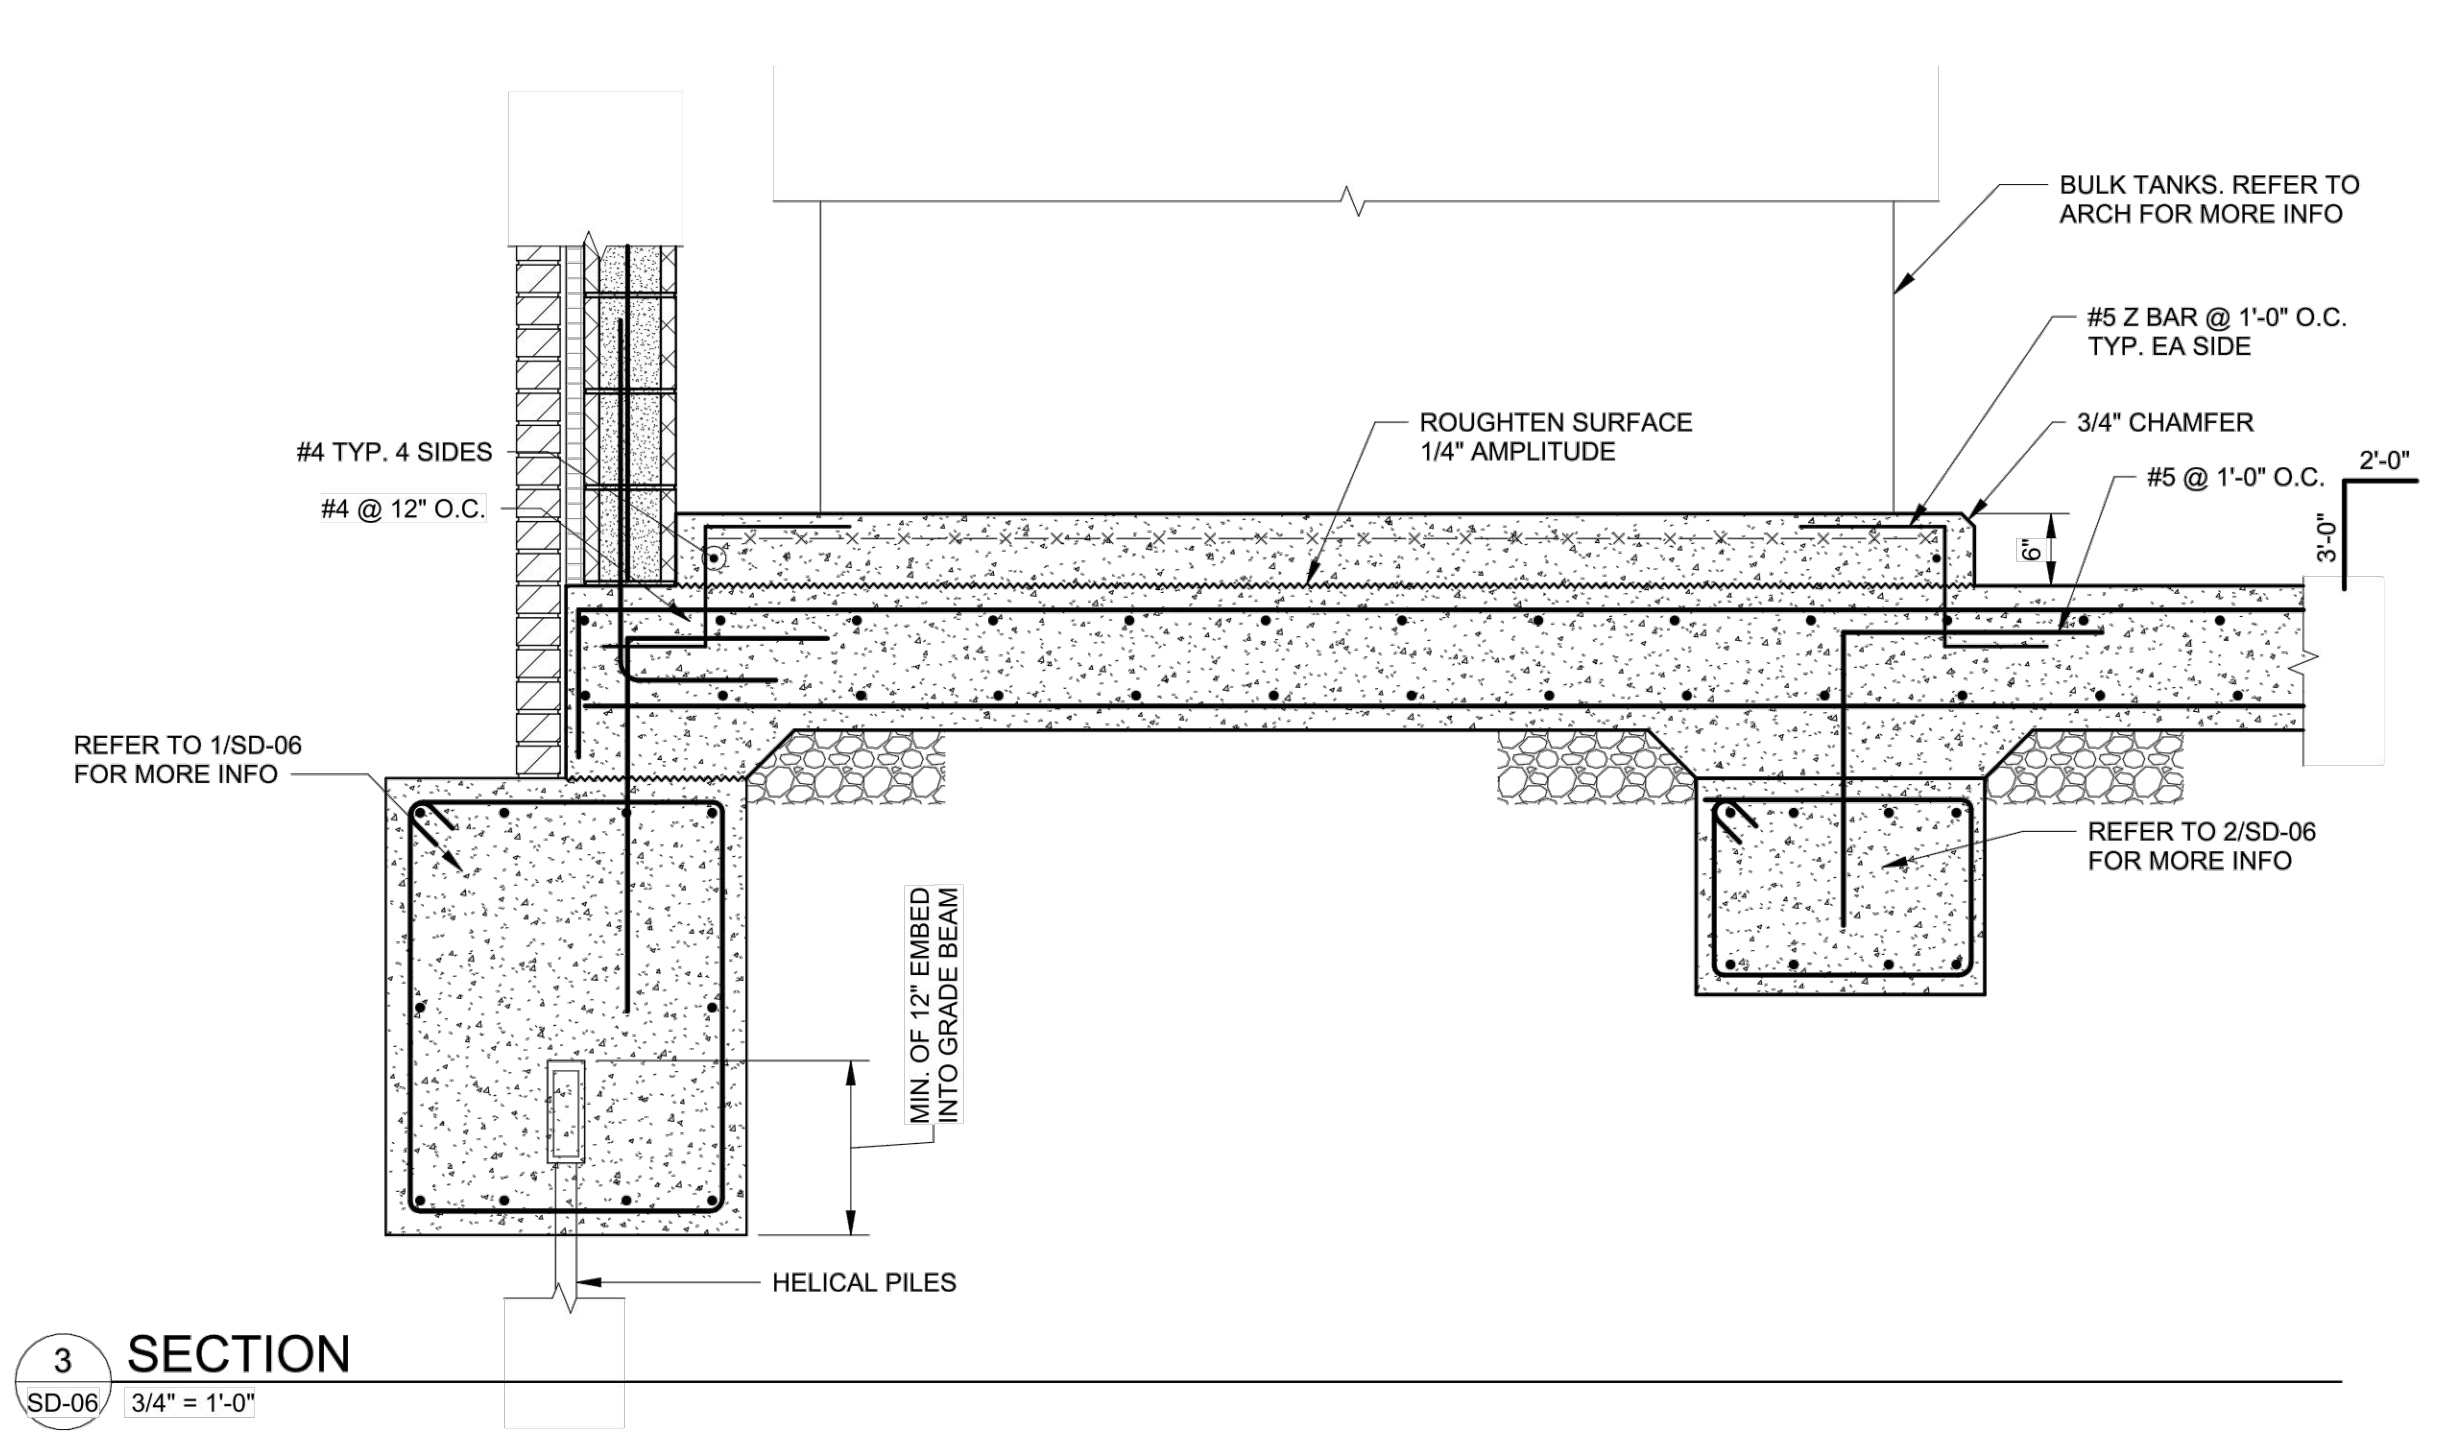 BULK TANKS. REFER TO
ARCH FOR MORE INFO
#5 Z BAR @ 1'-0" O.C.
TYP. EA SIDE
ROUGHTEN SURFACE
1/4" AMPLITUDE
3/4" CHAMFER
#4 TYP. 4 SIDES
#5 @ 1'-0" O.C.
2'-0"
3'-0"
#4 @ 12" O.C.
6"
REFER TO 1/SD-06
FOR MORE INFO
REFER TO 2/SD-06
FOR MORE INFO
MIN. OF 12" EMBED
INTO GRADE BEAM
HELICAL PILES
3
SECTION
SD-06
3/4" = 1'-0"